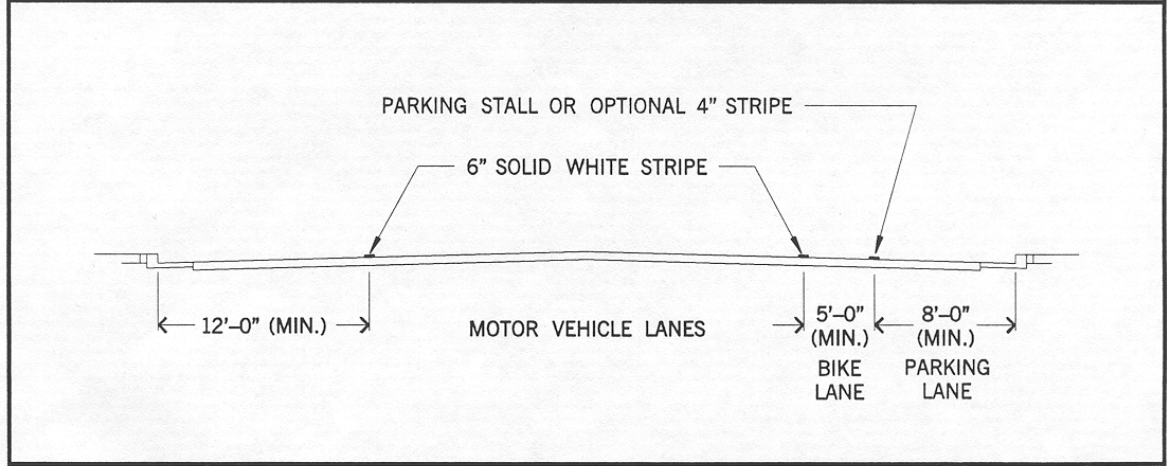 PARKING STALL OR OPTIONAL 4" STRIPE
6" SOLID WHITE STRIPE
12'-0" (MIN.)
MOTOR VEHICLE LANES
5'-0"
(MIN.)
BIKE
LANE
8'-0"
(MIN.)
PARKING
LANE